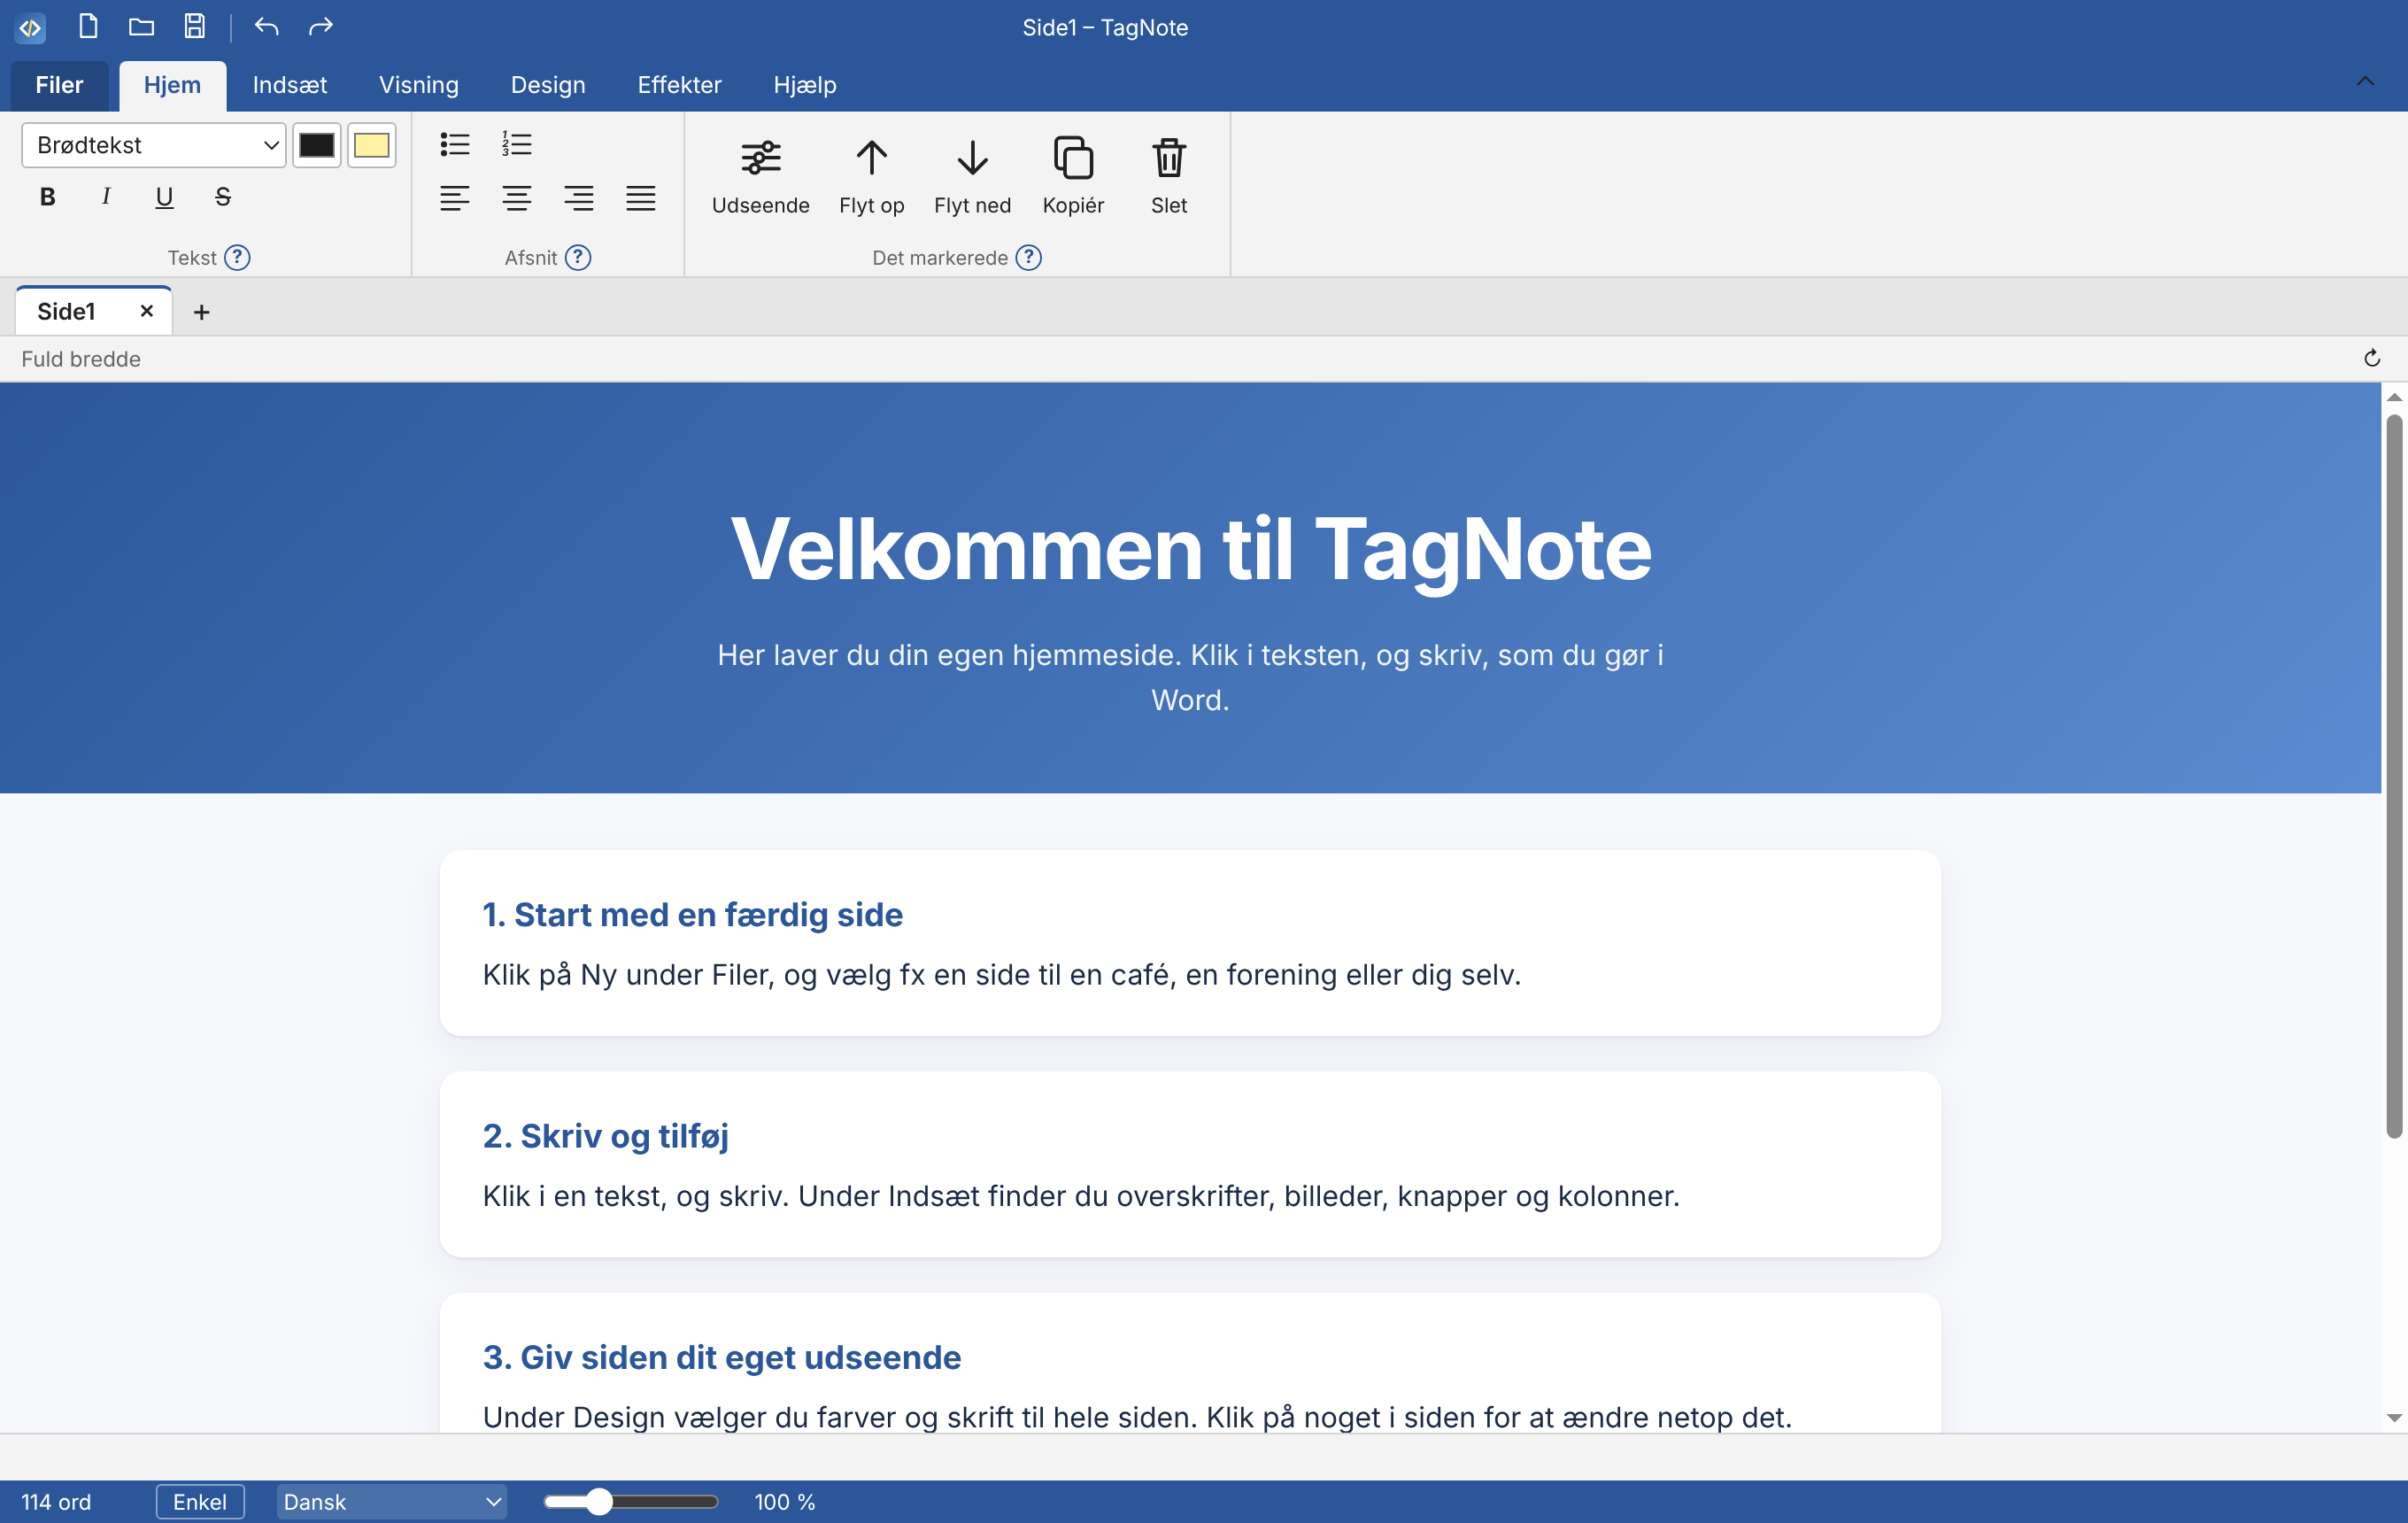 Side1 – TagNote
Filer Hjem Indsæt Visning Design Effekter Hjælp
Brødtekst
B I U S
Udseende Flyt op Flyt ned Kopiér Slet
Tekst ? Afsnit ? Det markerede ?
Side1 × +
Fuld bredde
Velkommen til TagNote
Her laver du din egen hjemmeside. Klik i teksten, og skriv, som du gør i
Word.
1. Start med en færdig side
Klik på Ny under Filer, og vælg fx en side til en café, en forening eller dig selv.
2. Skriv og tilføj
Klik i en tekst, og skriv. Under Indsæt finder du overskrifter, billeder, knapper og kolonner.
3. Giv siden dit eget udseende
Under Design vælger du farver og skrift til hele siden. Klik på noget i siden for at ændre netop det.
114 ord Enkel Dansk 100 %